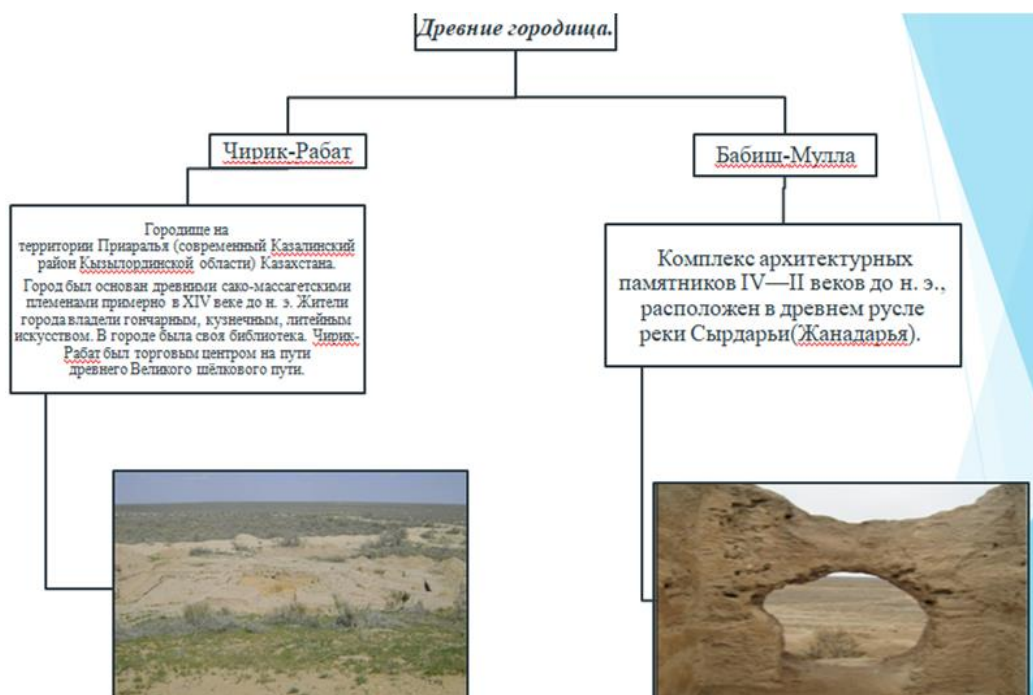 Древние городища.
Чирик-Рабат
Бабиш-Мулла
Городище на
территории Приаралья (современный Казалинский
район Кызылординской области) Казахстана.
Город был основан древними сако-массагетскими
племенами примерно в XIV веке до н. э. Жители
города владели гончарным, кузнечным, литейным
искусством. В городе была своя библиотека. Чирик-
Рабат был торговым центром на пути
древнего Великого шёлкового пути.
Комплекс архитектурных
памятников IV—II веков до н. э.,
расположен в древнем русле
реки Сырдарьи(Жанадарья).